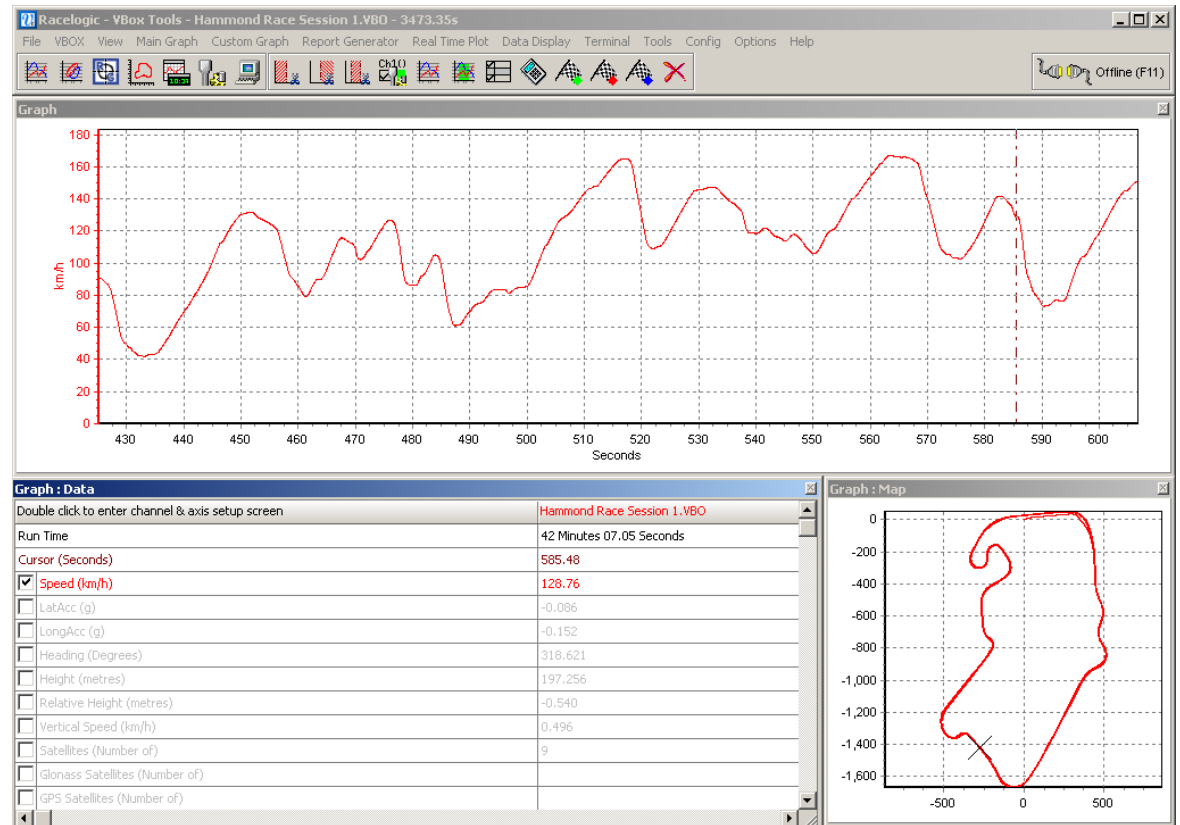 Racelogic - VBox Tools - Hammond Race Session 1.VBO - 3473.35s
File VBOX View Main Graph Custom Graph Report Generator Real Time Plot Data Display Terminal Tools Config Options Help
Ch10
Offline (F11)
Graph
180
160
140
120
100
80
60
40
20
0
km/h
430 440 450 460 470 480 490 500 510 520 530 540 550 560 570 580 590 600
Seconds
Graph : Data
Double click to enter channel & axis setup screen Hammond Race Session 1.VBO
Run Time 42 Minutes 07.05 Seconds
Cursor (Seconds) 585.48
Speed (km/h) 128.76
LatAcc (g) -0.086
LongAcc (g) -0.152
Heading (Degrees) 318.621
Height (metres) 197.256
Relative Height (metres) -0.540
Vertical Speed (km/h) 0.496
Satellites (Number of) 9
Glonass Satellites (Number of)
GPS Satellites (Number of)
Graph : Map
0
-200
-400
-600
-800
-1,000
-1,200
-1,400
-1,600
-500 0 500